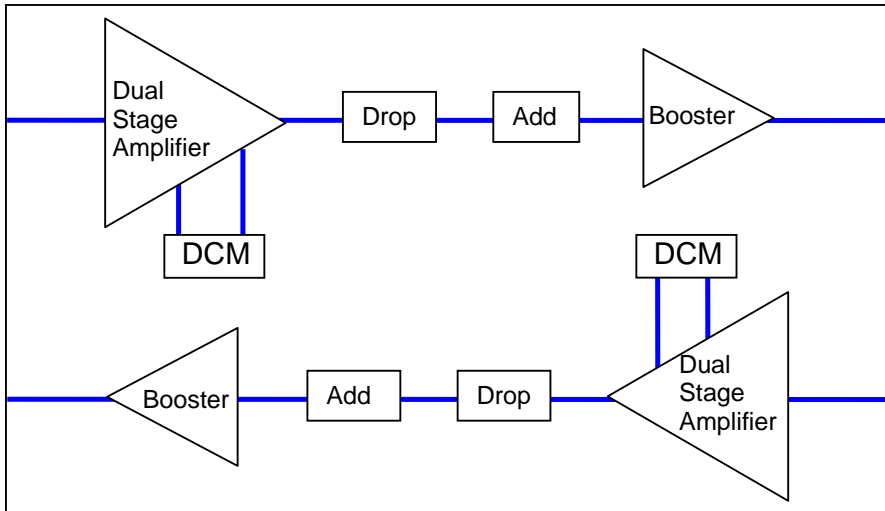 Dual
Stage
Amplifier
Drop
Add
Booster
DCM
DCM
Booster
Add
Drop
Dual
Stage
Amplifier